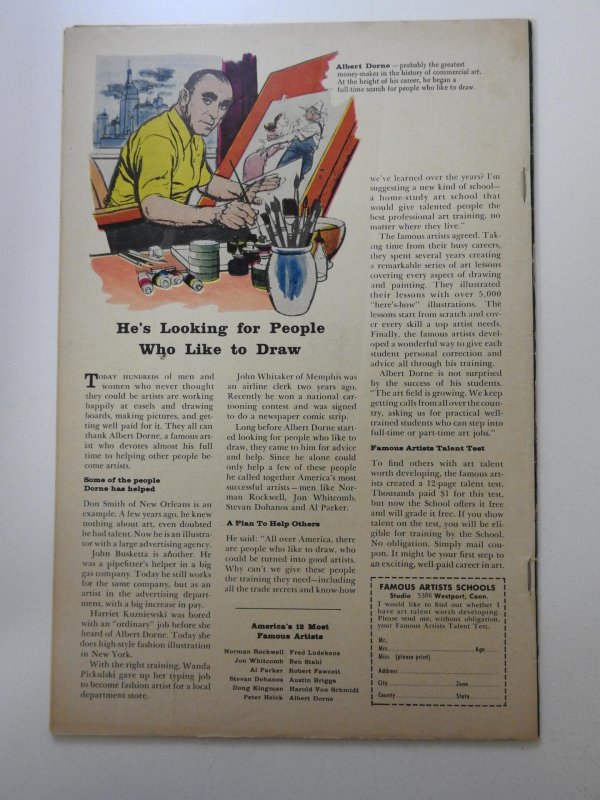 Albert Dorne — probably the greatest
money-maker in the history of commercial art.
At the height of his career, he began a
full-time search for people who like to draw.
He's Looking for People
Who Like to Draw
TODAY HUNDREDS of men and
women who never thought
they could be artists are working
happily at easels and drawing
boards, making pictures, and get-
ting well paid for it. They all can
thank Albert Dorne, a famous art-
ist who devotes almost his full
time to helping other people be-
come artists.
Some of the people
Dorne has helped
Don Smith of New Orleans is an
example. A few years ago, he knew
nothing about art, even doubted
he had talent. Now he is an illustra-
tor with a large advertising agency.
John Busketta is another. He
was a pipefitter's helper in a big
gas company. Today he still works
for the same company, but as an
artist in the advertising depart-
ment, with a big increase in pay.
Harriet Kuzniewski was bored
with an "ordinary" job before she
heard of Albert Dorne. Today she
does high-style fashion illustration
in New York.
With the right training, Wanda
Pickulski gave up her typing job
to become fashion artist for a local
department store.
John Whitaker of Memphis was
an airline clerk two years ago.
Recently he won a national car-
tooning contest and was signed
to do a newspaper comic strip.
Long before Albert Dorne start-
ed looking for people who like to
draw, they came to him for advice
and help. Since he alone could
only help a few of these people
he called together America's most
successful artists—men like Nor-
man Rockwell, Jon Whitcomb,
Stevan Dohanos and Al Parker.
A Plan To Help Others
He said: "All over America, there
are people who like to draw, who
could be turned into good artists.
Why can't we give these people
the training they need—including
all the trade secrets and know-how
America's 12 Most
Famous Artists
Norman Rockwell Fred Ludekens
Jon Whitcomb Ben Stahl
Al Parker Robert Fawcett
Stevan Dohanos Austin Briggs
Dong Kingman Harold Von Schmidt
Peter Helck Albert Dorne
we've learned over the years? I'm
suggesting a new kind of school—
a home-study art school that
would give talented people the
best professional art training, no
matter where they live."
The famous artists agreed. Tak-
ing time from their busy careers,
they spent several years creating
a remarkable series of art lessons
covering every aspect of drawing
and painting. They illustrated
their lessons with over 5,000
"here's-how" illustrations. The
lessons start from scratch and cov-
er every skill a top artist needs.
Finally, the famous artists devel-
oped a wonderful way to give each
student personal correction and
advice all through his training.
Albert Dorne is not surprised
by the success of his students.
"The art field is growing. We keep
getting calls from all over the coun-
try, asking us for practical well-
trained students who can step into
full-time or part-time art jobs."
Famous Artists Talent Test
To find others with art talent
worth developing, the famous art-
ists created a 12-page talent test.
Thousands paid $1 for this test,
but now the School offers it free
and will grade it free. If you show
talent on the test, you will be eli-
gible for training by the School.
No obligation. Simply mail cou-
pon. It might be your first step to
an exciting, well-paid career in art.
FAMOUS ARTISTS SCHOOLS
Studio 5386 Westport, Conn.
I would like to find out whether I
have art talent worth developing.
Please send me, without obligation,
your Famous Artists Talent Test.
Mr.
Mrs. Age
Miss (please print)
Address
City Zone
County State